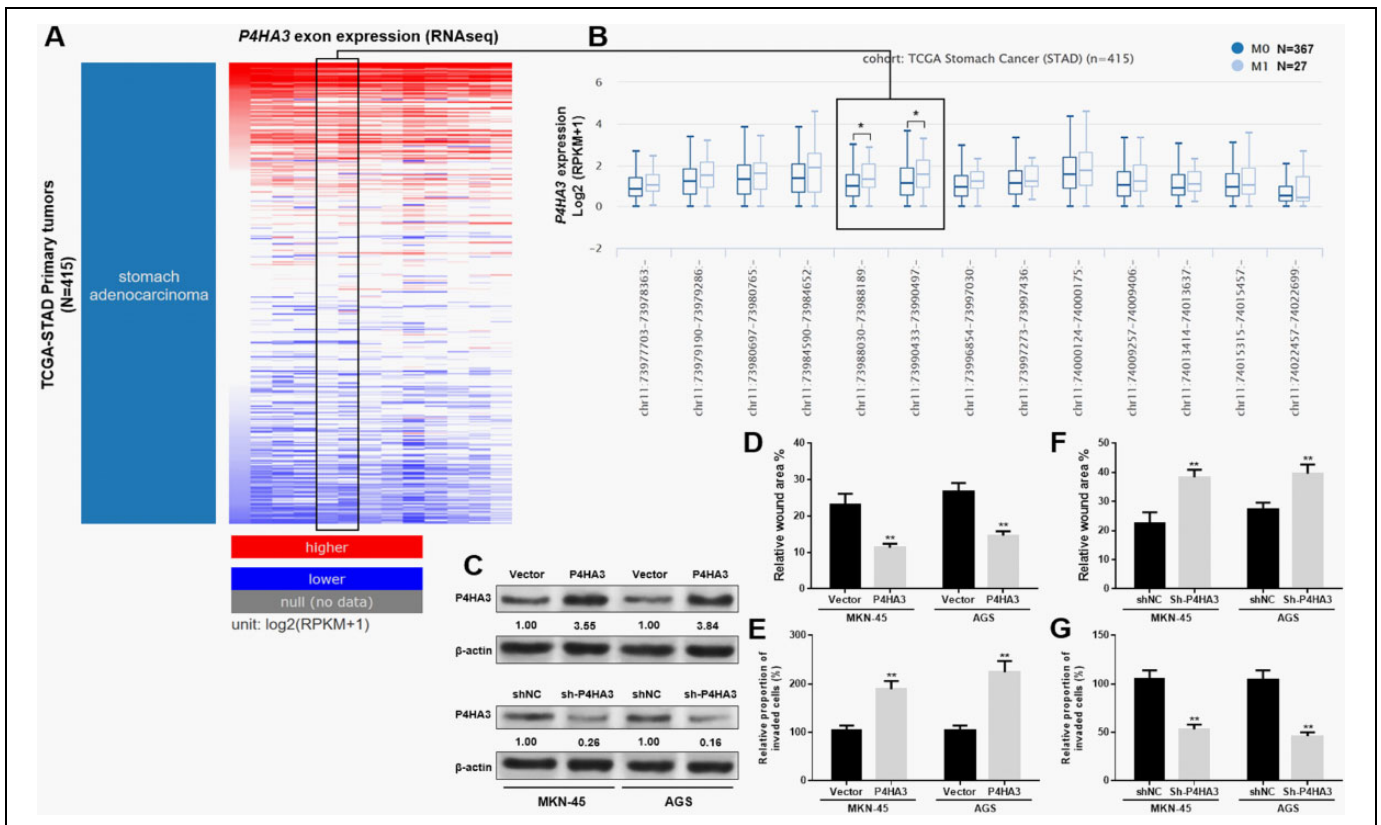 A
P4HA3 exon expression (RNAseq)
TCGA-STAD Primary tumors
(N=415)
stomach
adenocarcinoma
higher
lower
null (no data)
unit: log2(RPKM+1)
B
cohort: TCGA Stomach Cancer (STAD) (n=415)
M0 N=367
M1 N=27
P4HA3 expression
Log2 (RPKM+1)
6
4
2
0
-2
*
*
chr11:73977703-73978363-
chr11:73979190-73979286-
chr11:73980697-73980765-
chr11:73984590-73984652-
chr11:73988030-73988189-
chr11:73990433-73990497-
chr11:73996854-73997030-
chr11:73997273-73997436-
chr11:74000124-74000175-
chr11:74009257-74009406-
chr11:74013414-74013637-
chr11:74015315-74015457-
chr11:74022457-74022699-
C
Vector P4HA3 Vector P4HA3
P4HA3
1.00 3.55 1.00 3.84
β-actin
shNC sh-P4HA3 shNC sh-P4HA3
P4HA3
1.00 0.26 1.00 0.16
β-actin
MKN-45 AGS
D
Relative wound area %
40
30
20
10
0
**
**
Vector P4HA3 Vector P4HA3
MKN-45 AGS
E
Relative proportion of
invaded cells (%)
300
200
100
0
**
**
Vector P4HA3 Vector P4HA3
MKN-45 AGS
F
Relative wound area %
50
40
30
20
10
0
**
**
shNC Sh-P4HA3 shNC Sh-P4HA3
MKN-45 AGS
G
Relative proportion of
invaded cells (%)
150
100
50
0
**
**
shNC Sh-P4HA3 shNC Sh-P4HA3
MKN-45 AGS